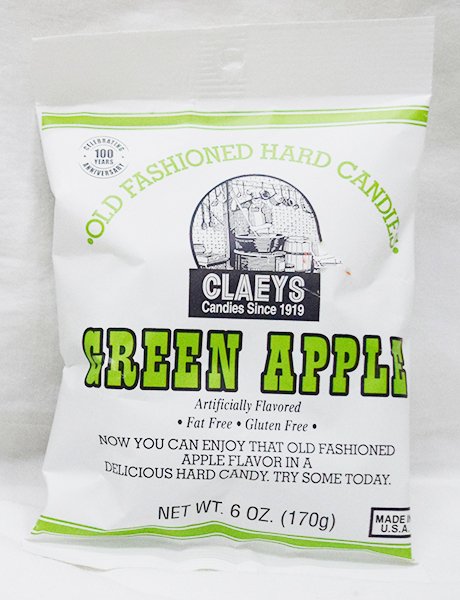 CELEBRATING
100
YEARS
ANNIVERSARY
•OLD FASHIONED HARD CANDIES•
CLAEYS
Candies Since 1919
GREEN APPLE
Artificially Flavored
• Fat Free • Gluten Free •
NOW YOU CAN ENJOY THAT OLD FASHIONED
APPLE FLAVOR IN A
DELICIOUS HARD CANDY. TRY SOME TODAY.
NET WT. 6 OZ. (170g)
MADE IN
U.S.A.